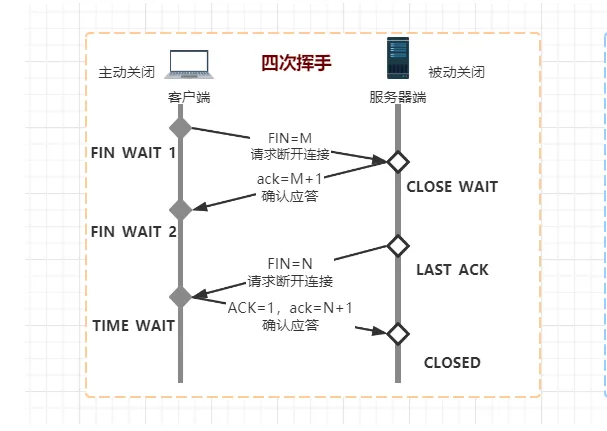 四次挥手
主动关闭
被动关闭
客户端
服务器端
FIN=M
请求断开连接
FIN WAIT 1
ack=M+1
确认应答
CLOSE WAIT
FIN WAIT 2
FIN=N
请求断开连接
LAST ACK
ACK=1，ack=N+1
确认应答
TIME WAIT
CLOSED